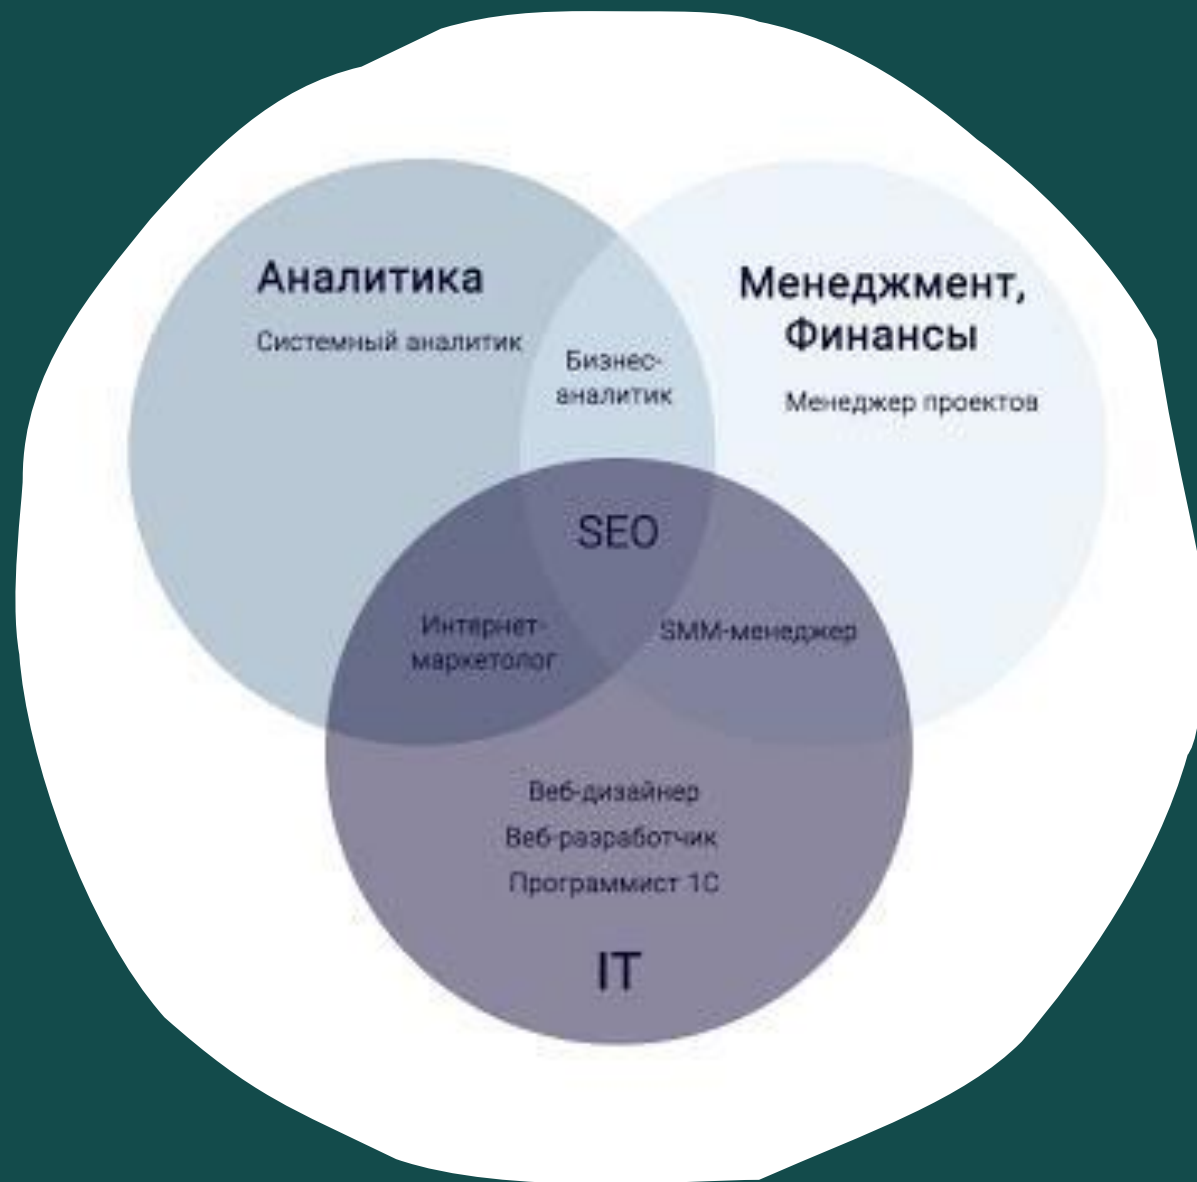 Аналитика
Системный аналитик
Менеджмент,
Финансы
Менеджер проектов
Бизнес-
аналитик
SEO
Интернет-
маркетолог
SMM-менеджер
Веб-дизайнер
Веб-разработчик
Программист 1С
IT